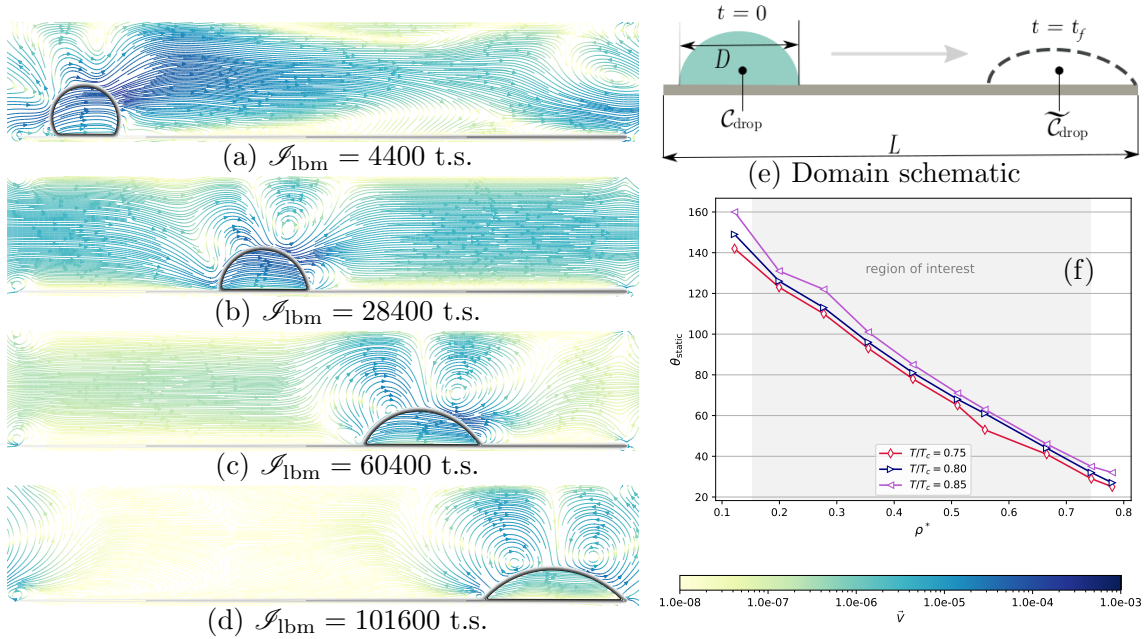 (a) 𝒥lbm = 4400 t.s.
(b) 𝒥lbm = 28400 t.s.
(c) 𝒥lbm = 60400 t.s.
(d) 𝒥lbm = 101600 t.s.
t = 0
t = t_f
D
𝒞drop
𝒞̃drop
L
(e) Domain schematic
(f)
region of interest
θstatic
160
140
120
100
80
60
40
20
T/Tc = 0.75
T/Tc = 0.80
T/Tc = 0.85
0.1 0.2 0.3 0.4 0.5 0.6 0.7 0.8
ρ*
1.0e-08 1.0e-07 1.0e-06 1.0e-05 1.0e-04 1.0e-03
v⃗